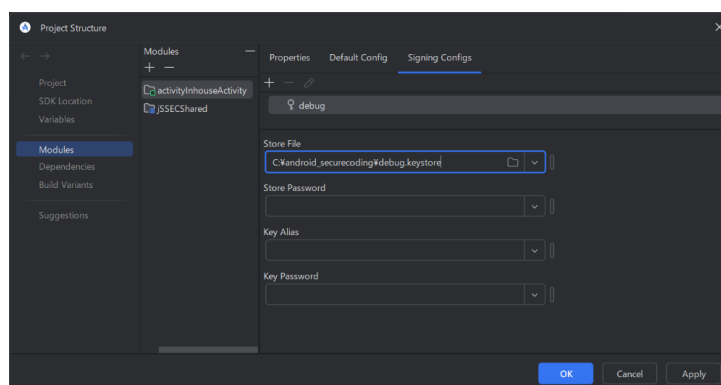 Project Structure
Modules
Properties Default Config Signing Configs
Project
SDK Location
Variables
Modules
Dependencies
Build Variants
Suggestions
activityInhouseActivity
jSSECShared
debug
Store File
C:¥android_securecoding¥debug.keystore
Store Password
Key Alias
Key Password
OK Cancel Apply